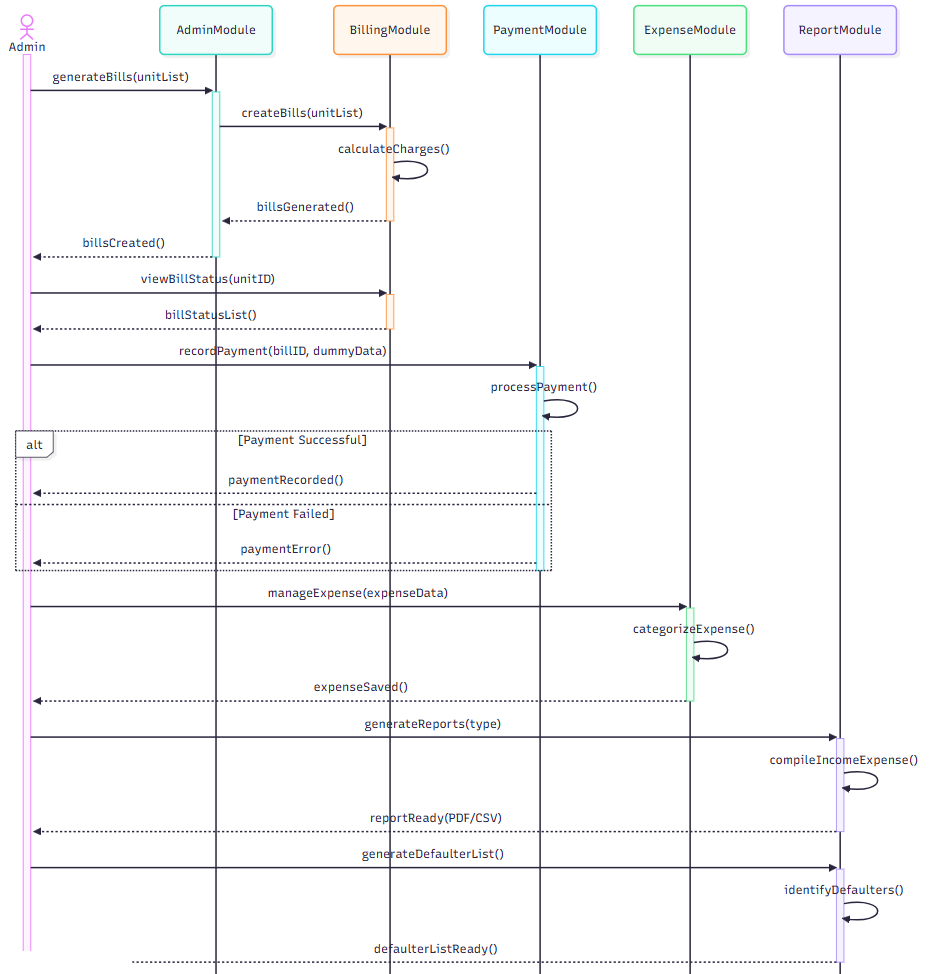 Admin
AdminModule
BillingModule
PaymentModule
ExpenseModule
ReportModule
generateBills(unitList)
createBills(unitList)
calculateCharges()
billsGenerated()
billsCreated()
viewBillStatus(unitID)
billStatusList()
recordPayment(billID, dummyData)
processPayment()
alt
[Payment Successful]
paymentRecorded()
[Payment Failed]
paymentError()
manageExpense(expenseData)
categorizeExpense()
expenseSaved()
generateReports(type)
compileIncomeExpense()
reportReady(PDF/CSV)
generateDefaulterList()
identifyDefaulters()
defaulterListReady()